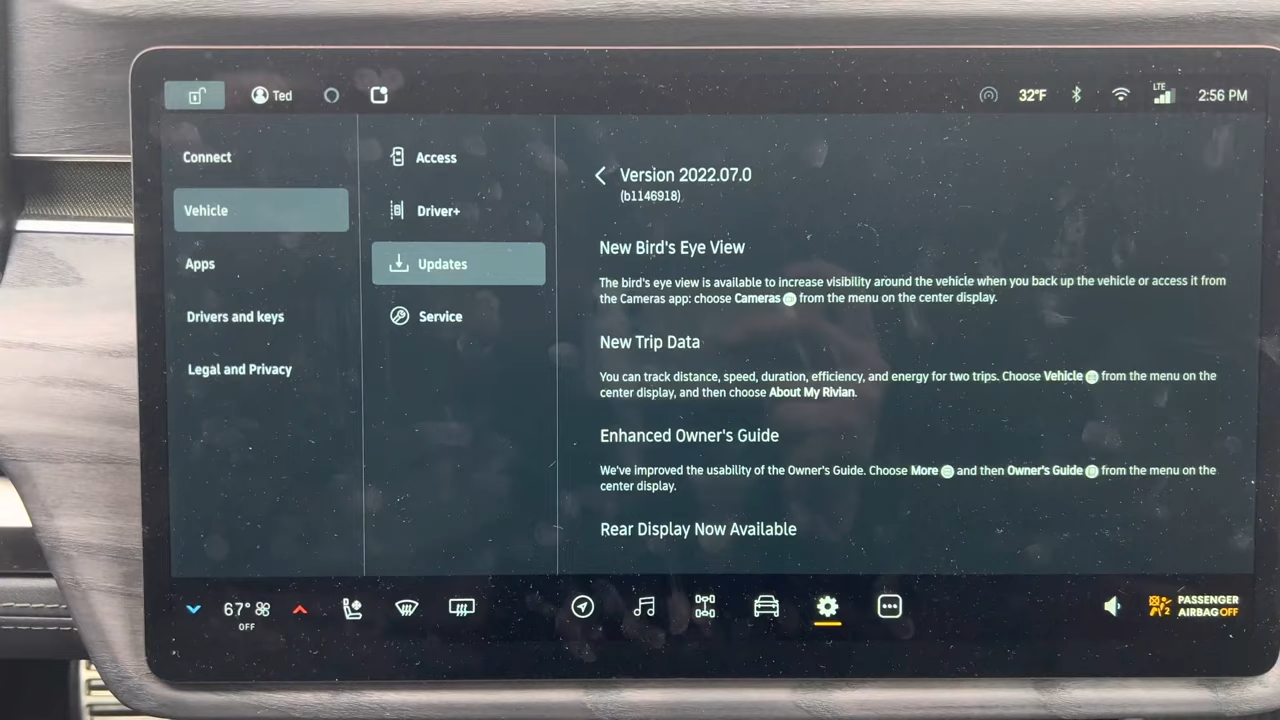 Ted
32°F
LTE
2:56 PM
Connect
Vehicle
Apps
Drivers and keys
Legal and Privacy
Access
Driver+
Updates
Service
Version 2022.07.0
(b1146918)
New Bird's Eye View
The bird's eye view is available to increase visibility around the vehicle when you back up the vehicle or access it from
the Cameras app: choose Cameras from the menu on the center display.
New Trip Data
You can track distance, speed, duration, efficiency, and energy for two trips. Choose Vehicle from the menu on the
center display, and then choose About My Rivian.
Enhanced Owner's Guide
We've improved the usability of the Owner's Guide. Choose More and then Owner's Guide from the menu on the
center display.
Rear Display Now Available
67°
OFF
2
PASSENGER
AIRBAG OFF